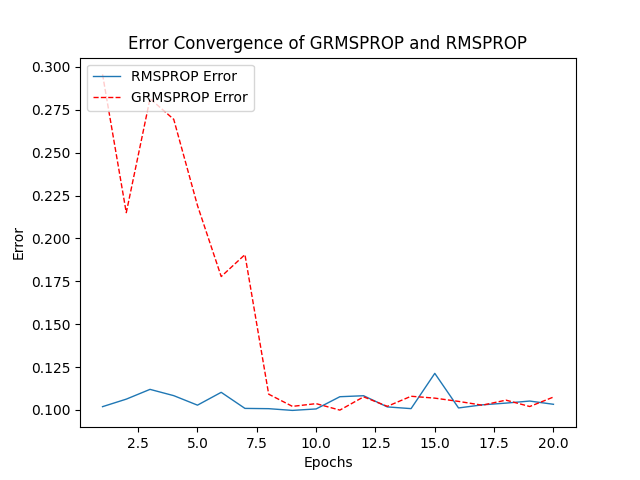 Error Convergence of GRMSPROP and RMSPROP
RMSPROP Error
GRMSPROP Error
0.300
0.275
0.250
0.225
0.200
0.175
0.150
0.125
0.100
Error
2.5 5.0 7.5 10.0 12.5 15.0 17.5 20.0
Epochs